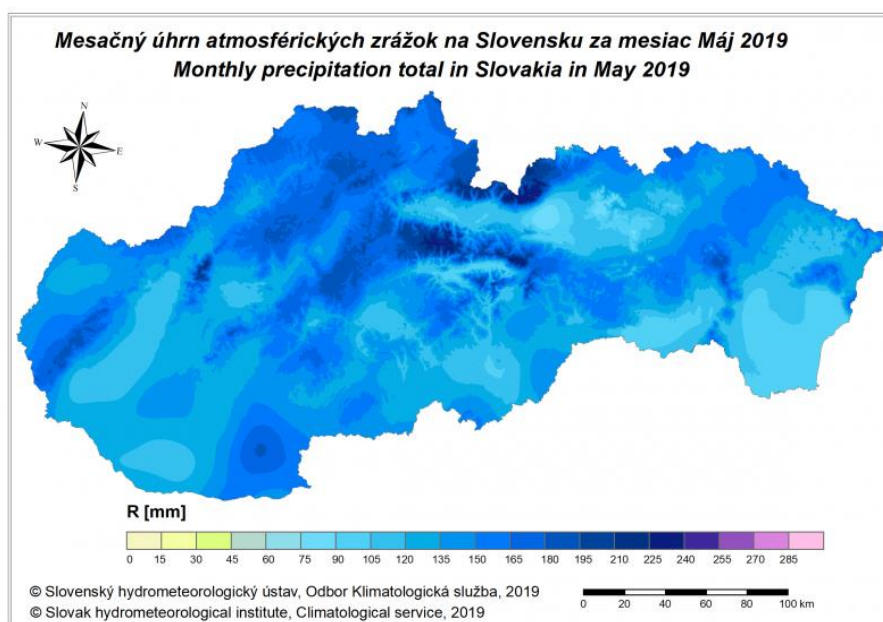 Mesačný úhrn atmosférických zrážok na Slovensku za mesiac Máj 2019
Monthly precipitation total in Slovakia in May 2019
N
W E
S
R [mm]
0 15 30 45 60 75 90 105 120 135 150 165 180 195 210 225 240 255 270 285
© Slovenský hydrometeorologický ústav, Odbor Klimatologická služba, 2019
© Slovak hydrometorological institute, Climatological service, 2019
0 20 40 60 80 100 km